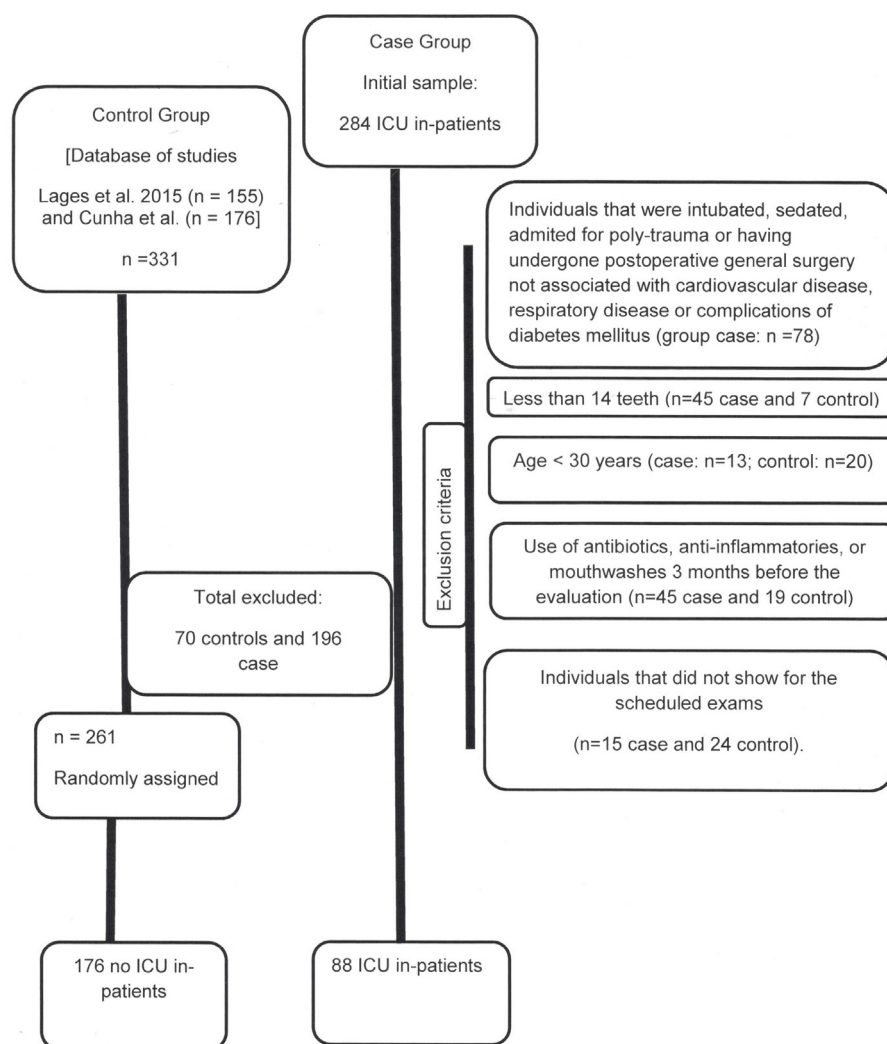 Case Group
Initial sample:
284 ICU in-patients
Control Group
[Database of studies
Lages et al. 2015 (n = 155)
and Cunha et al. (n = 176]
n =331
Individuals that were intubated, sedated,
admited for poly-trauma or having
undergone postoperative general surgery
not associated with cardiovascular disease,
respiratory disease or complications of
diabetes mellitus (group case: n =78)
Less than 14 teeth (n=45 case and 7 control)
Exclusion criteria
Age < 30 years (case: n=13; control: n=20)
Use of antibiotics, anti-inflammatories, or
mouthwashes 3 months before the
evaluation (n=45 case and 19 control)
Total excluded:
70 controls and 196
case
Individuals that did not show for the
scheduled exams
(n=15 case and 24 control).
n = 261
Randomly assigned
176 no ICU in-
patients
88 ICU in-patients